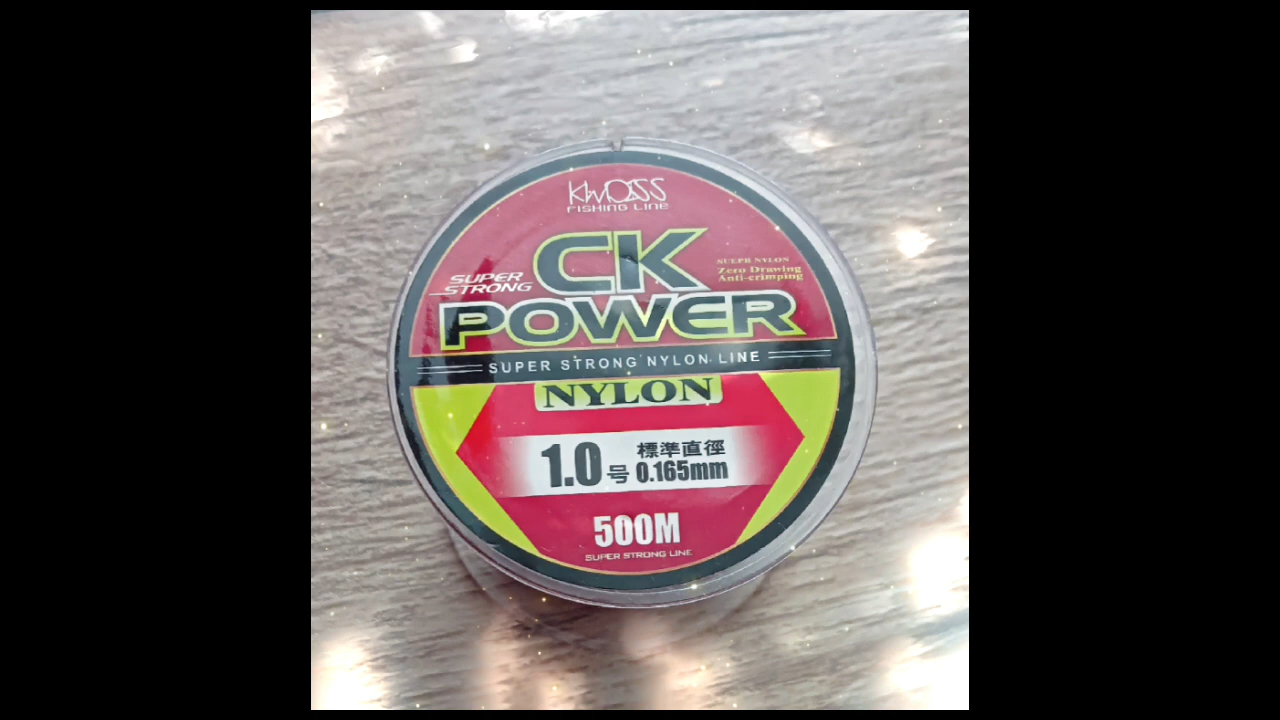 KWOSS
FISHING LINE
CK
SUPER
STRONG
SUEPR NYLON
Zero Drawing
Anti-crimping
POWER
SUPER STRONG NYLON LINE
NYLON
1.0号
標準直徑
0.165mm
500M
SUPER STRONG LINE